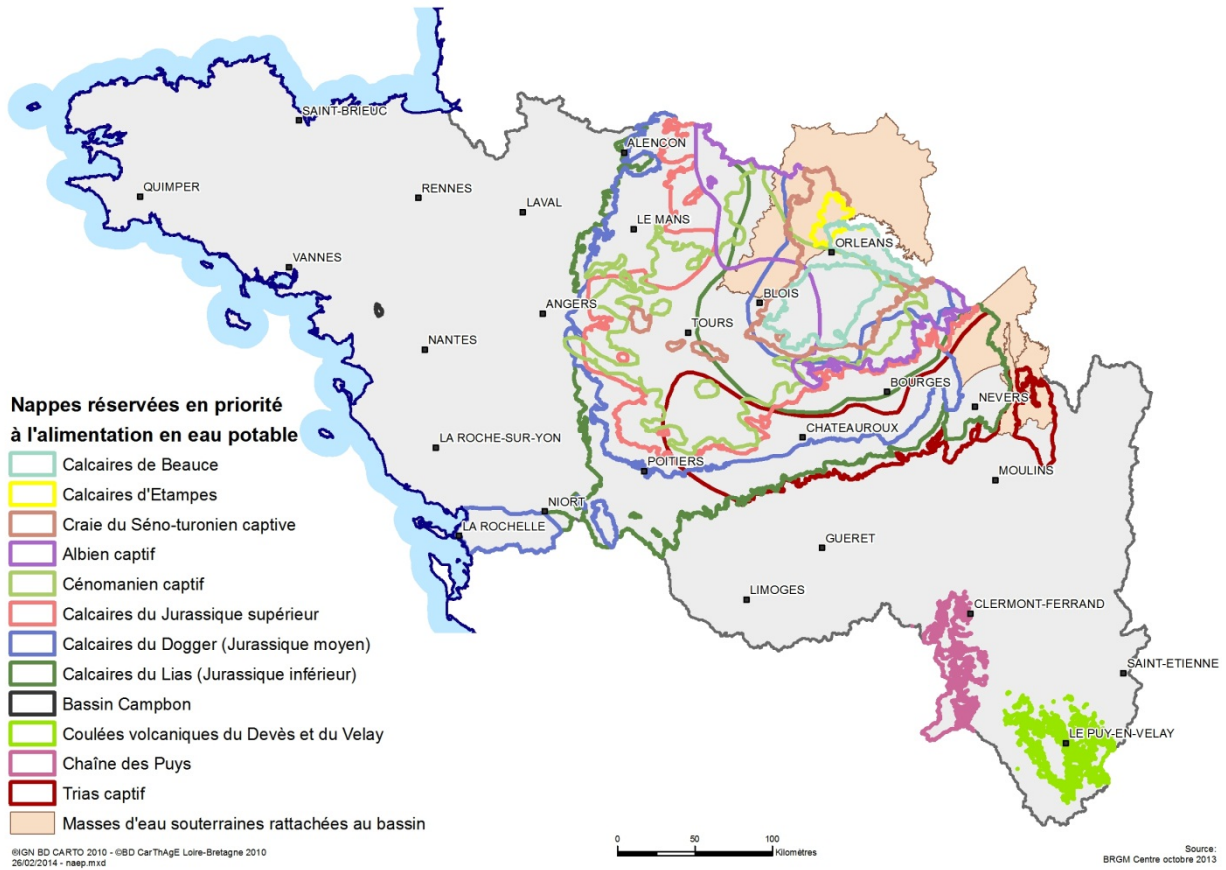 SAINT-BRIEUC
ALENCON
QUIMPER
RENNES
LAVAL
LE MANS
ORLEANS
VANNES
ANGERS
BLOIS
TOURS
NANTES
BOURGES
NEVERS
CHATEAUROUX
LA ROCHE-SUR-YON
POITIERS
MOULINS
NIORT
LA ROCHELLE
GUERET
LIMOGES
CLERMONT-FERRAND
SAINT-ETIENNE
LE PUY-EN-VELAY
Nappes réservées en priorité
à l'alimentation en eau potable
Calcaires de Beauce
Calcaires d'Etampes
Craie du Séno-turonien captive
Albien captif
Cénomanien captif
Calcaires du Jurassique supérieur
Calcaires du Dogger (Jurassique moyen)
Calcaires du Lias (Jurassique inférieur)
Bassin Campbon
Coulées volcaniques du Devès et du Velay
Chaîne des Puys
Trias captif
Masses d'eau souterraines rattachées au bassin
©IGN BD CARTO 2010 - ©BD CarThAgE Loire-Bretagne 2010
26/02/2014 - naep.mxd
0 50 100
Kilomètres
Source:
BRGM Centre octobre 2013